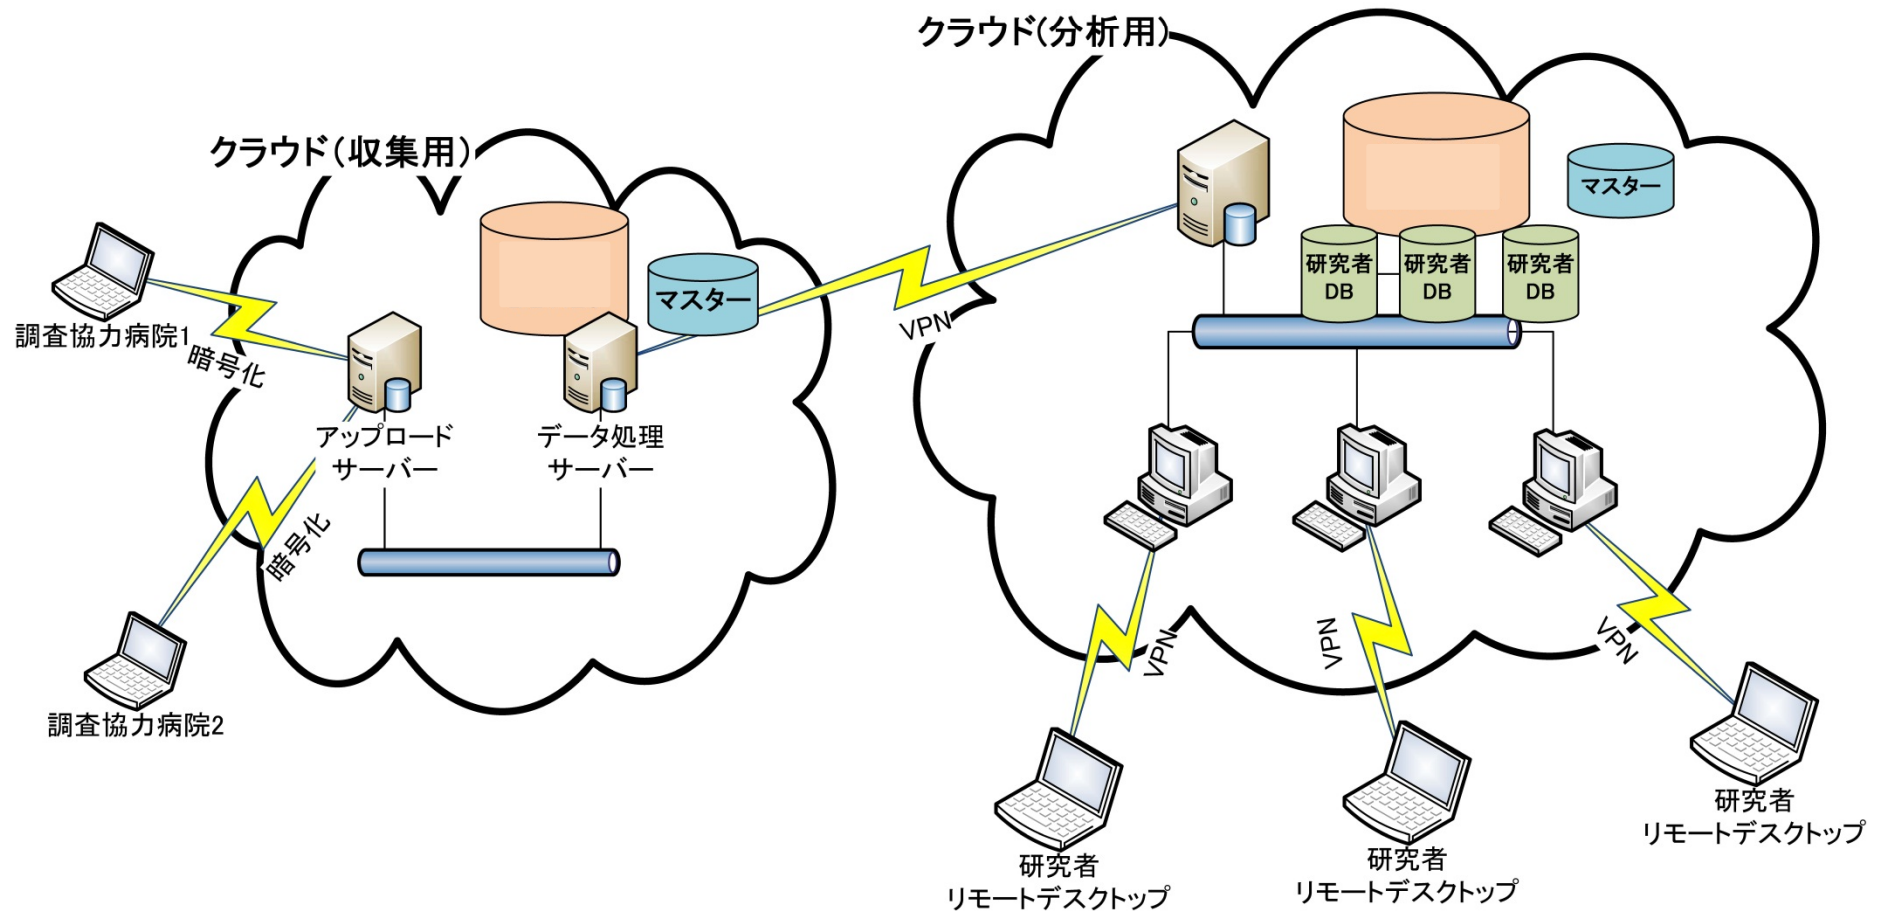 クラウド(分析用)
クラウド(収集用)
マスター
マスター
研究者
DB
研究者
DB
研究者
DB
VPN
調査協力病院1
暗号化
アップロード
サーバー
データ処理
サーバー
暗号化
調査協力病院2
VPN
VPN
VPN
研究者
リモートデスクトップ
研究者
リモートデスクトップ
研究者
リモートデスクトップ